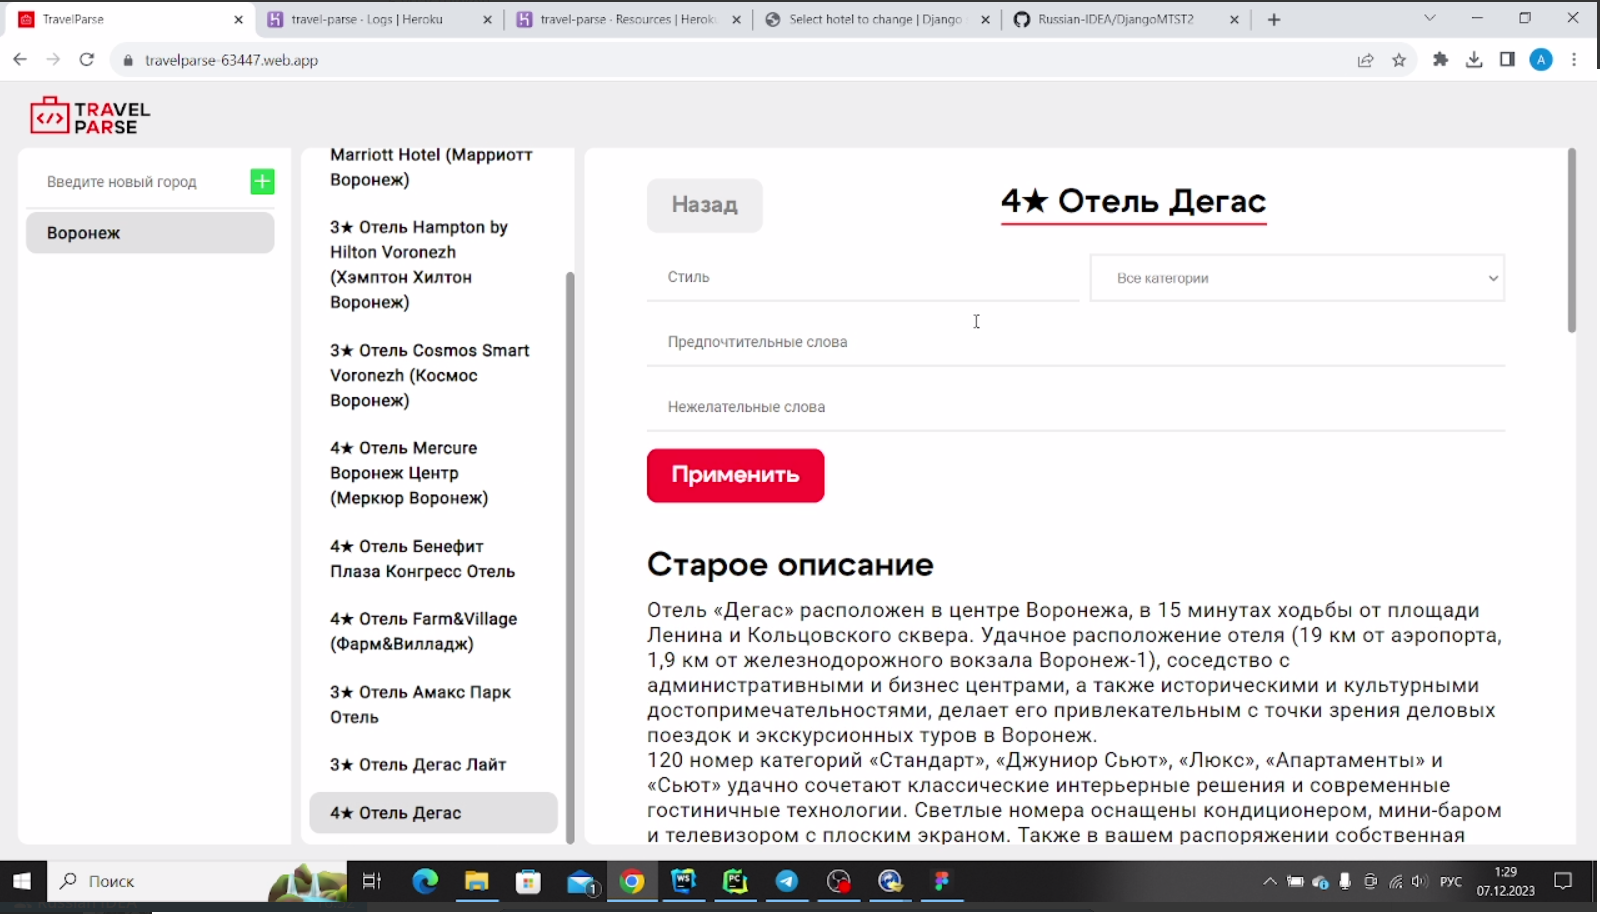 TravelParse
travel-parse · Logs | Heroku
travel-parse · Resources | Heroku
Select hotel to change | Django
Russian-IDEA/DjangoMTST2
travelparse-63447.web.app
A
</>
TRAVEL
PARSE
Введите новый город
Воронеж
Marriott Hotel (Марриотт
Воронеж)
3★ Отель Hampton by
Hilton Voronezh
(Хэмптон Хилтон
Воронеж)
3★ Отель Cosmos Smart
Voronezh (Космос
Воронеж)
4★ Отель Mercure
Воронеж Центр
(Меркюр Воронеж)
4★ Отель Бенефит
Плаза Конгресс Отель
4★ Отель Farm&Village
(Фарм&Вилладж)
3★ Отель Амакс Парк
Отель
3★ Отель Дегас Лайт
4★ Отель Дегас
Назад
4★ Отель Дегас
Стиль
Все категории
Предпочтительные слова
Нежелательные слова
Применить
Старое описание
Отель «Дегас» расположен в центре Воронежа, в 15 минутах ходьбы от площади
Ленина и Кольцовского сквера. Удачное расположение отеля (19 км от аэропорта,
1,9 км от железнодорожного вокзала Воронеж-1), соседство с
административными и бизнес центрами, а также историческими и культурными
достопримечательностями, делает его привлекательным с точки зрения деловых
поездок и экскурсионных туров в Воронеж.
120 номер категорий «Стандарт», «Джуниор Сьют», «Люкс», «Апартаменты» и
«Сьют» удачно сочетают классические интерьерные решения и современные
гостиничные технологии. Светлые номера оснащены кондиционером, мини-баром
и телевизором с плоским экраном. Также в вашем распоряжении собственная
Поиск
1
WS
PC
РУС
1:29
07.12.2023